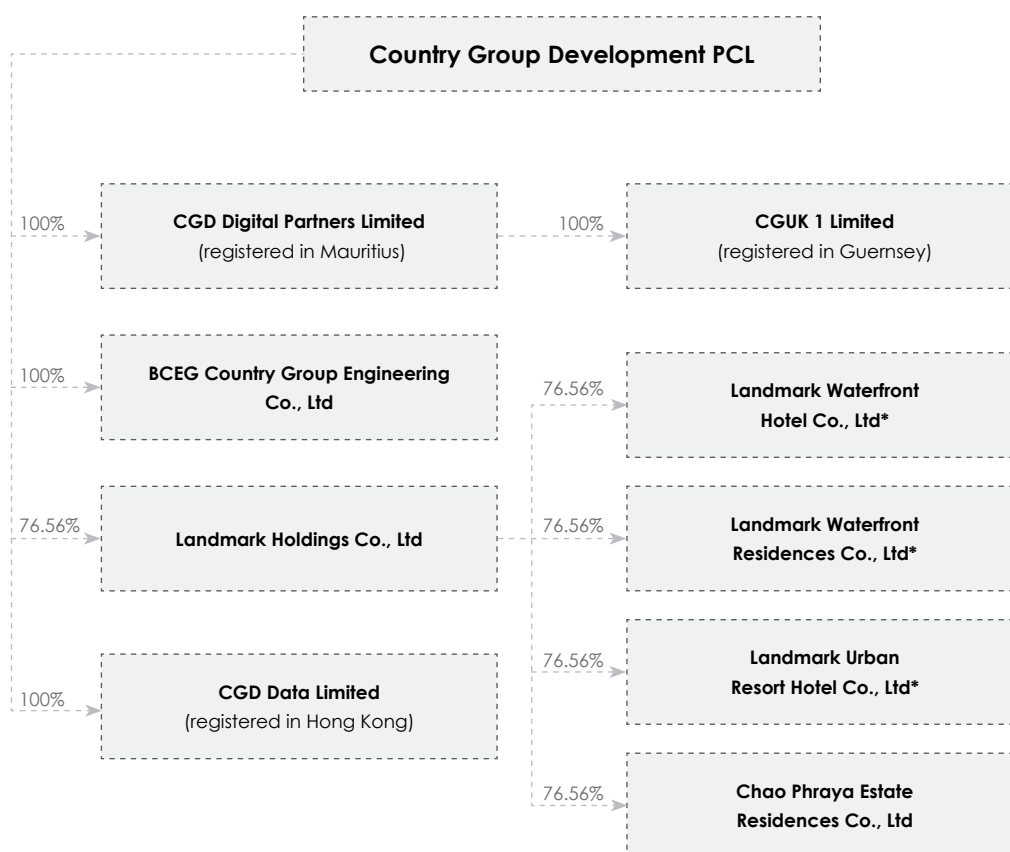 Country Group Development PCL
100%
CGD Digital Partners Limited
(registered in Mauritius)
100%
CGUK 1 Limited
(registered in Guernsey)
100%
BCEG Country Group Engineering
Co., Ltd
76.56%
Landmark Waterfront
Hotel Co., Ltd*
76.56%
Landmark Holdings Co., Ltd
76.56%
Landmark Waterfront
Residences Co., Ltd*
76.56%
Landmark Urban
Resort Hotel Co., Ltd*
100%
CGD Data Limited
(registered in Hong Kong)
76.56%
Chao Phraya Estate
Residences Co., Ltd